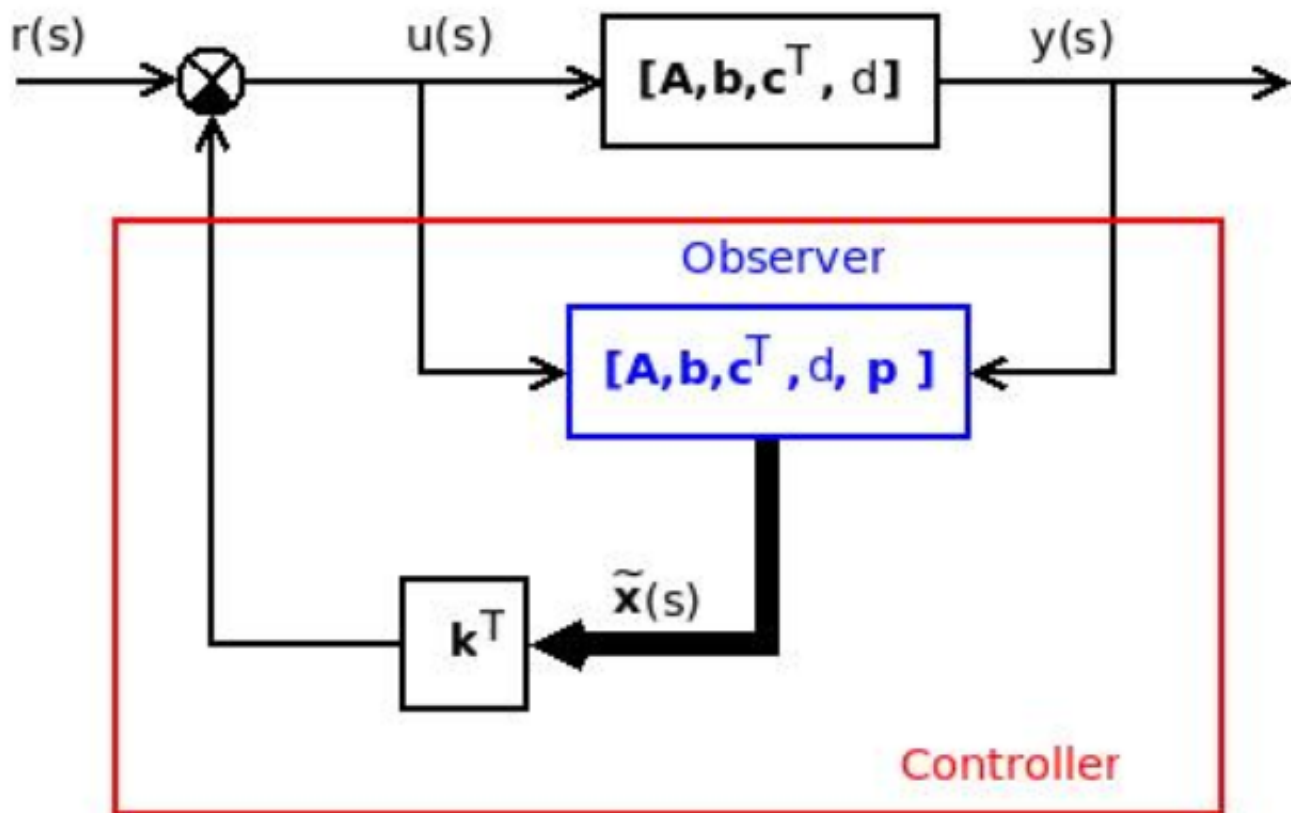 r(s)
u(s)
[A,b,c^T, d]
y(s)
Observer
[A,b,c^T ,d, p ]
x̃(s)
k^T
Controller